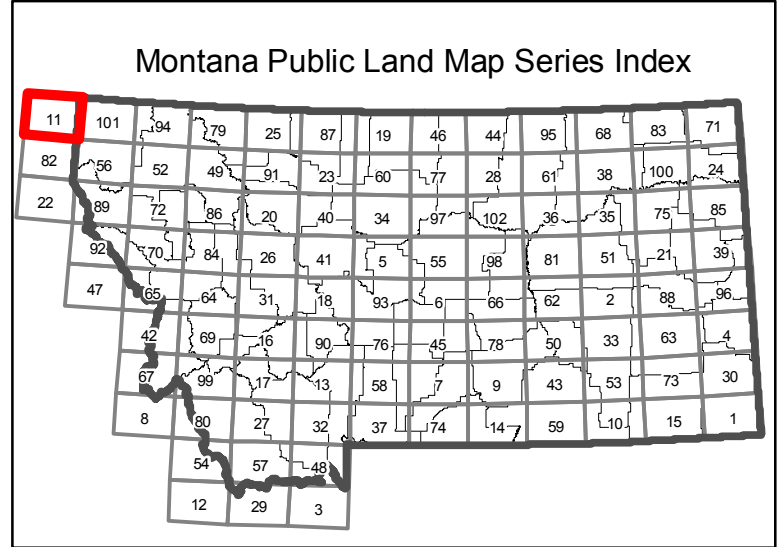 Montana Public Land Map Series Index
11 101 94 79 25 87 19 46 44 95 68 83 71
82 56 52 49 91 23 60 77 28 61 38 100 24
22 89 72 86 20 40 34 97 102 36 35 75 85
92 70 84 26 41 5 55 98 81 51 21 39
47 65 64 31 18 93 6 66 62 2 88 96
42 69 16 90 76 45 78 50 33 63 4
67 99 17 13 58 7 9 43 53 73 30
8 80 27 32 37 74 14 59 10 15 1
54 57 48
12 29 3